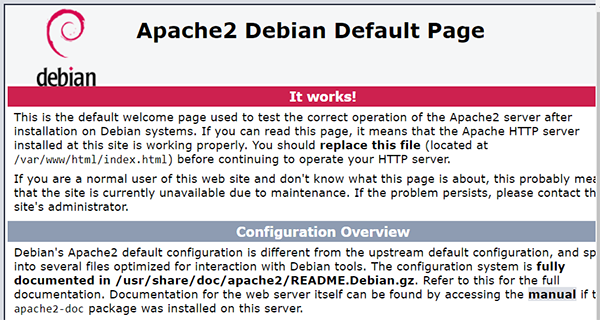 Apache2 Debian Default Page
debian
It works!
This is the default welcome page used to test the correct operation of the Apache2 server after
installation on Debian systems. If you can read this page, it means that the Apache HTTP server
installed at this site is working properly. You should replace this file (located at
/var/www/html/index.html) before continuing to operate your HTTP server.
If you are a normal user of this web site and don't know what this page is about, this probably mea
that the site is currently unavailable due to maintenance. If the problem persists, please contact th
site's administrator.
Configuration Overview
Debian's Apache2 default configuration is different from the upstream default configuration, and sp
into several files optimized for interaction with Debian tools. The configuration system is fully
documented in /usr/share/doc/apache2/README.Debian.gz. Refer to this for the full
documentation. Documentation for the web server itself can be found by accessing the manual if t
apache2-doc package was installed on this server.